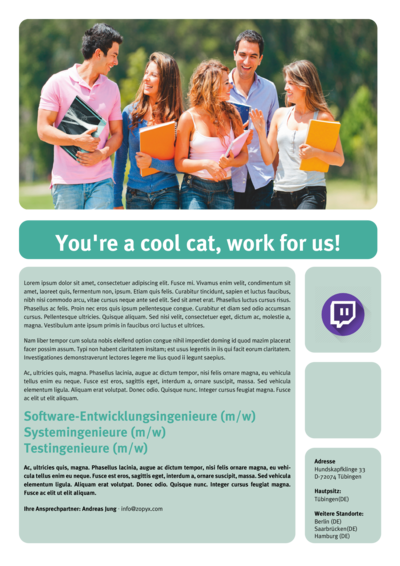 You're a cool cat, work for us!
Lorem ipsum dolor sit amet, consectetuer adipiscing elit. Fusce mi. Vivamus enim velit, condimentum sit
amet, laoreet quis, fermentum non, ipsum. Etiam quis felis. Curabitur tincidunt, sapien et luctus faucibus,
nibh nisi commodo arcu, vitae cursus neque ante sed elit. Sed sit amet erat. Phasellus luctus cursus risus.
Phasellus ac felis. Proin nec eros quis ipsum pellentesque congue. Curabitur et diam sed odio accumsan
cursus. Pellentesque ultricies. Quisque aliquam. Sed nisi velit, consectetuer eget, dictum ac, molestie a,
magna. Vestibulum ante ipsum primis in faucibus orci luctus et ultrices.
Nam liber tempor cum soluta nobis eleifend option congue nihil imperdiet doming id quod mazim placerat
facer possim assum. Typi non habent claritatem insitam; est usus legentis in iis qui facit eorum claritatem.
Investigationes demonstraverunt lectores legere me lius quod ii legunt saepius.
Ac, ultricies quis, magna. Phasellus lacinia, augue ac dictum tempor, nisi felis ornare magna, eu vehicula
tellus enim eu neque. Fusce est eros, sagittis eget, interdum a, ornare suscipit, massa. Sed vehicula
elementum ligula. Aliquam erat volutpat. Donec odio. Quisque nunc. Integer cursus feugiat magna. Fusce
ac elit ut elit aliquam.
Software-Entwicklungsingenieure (m/w)
Systemingenieure (m/w)
Testingenieure (m/w)
Ac, ultricies quis, magna. Phasellus lacinia, augue ac dictum tempor, nisi felis ornare magna, eu vehi-
cula tellus enim eu neque. Fusce est eros, sagittis eget, interdum a, ornare suscipit, massa. Sed vehicula
elementum ligula. Aliquam erat volutpat. Donec odio. Quisque nunc. Integer cursus feugiat magna.
Fusce ac elit ut elit aliquam.
Ihre Ansprechpartner: Andreas Jung · info@zopyx.com
Adresse
Hundskapfklinge 33
D-72074 Tübingen
Hauptpsitz:
Tübingen(DE)
Weitere Standorte:
Berlin (DE)
Saarbrücken(DE)
Hamburg (DE)